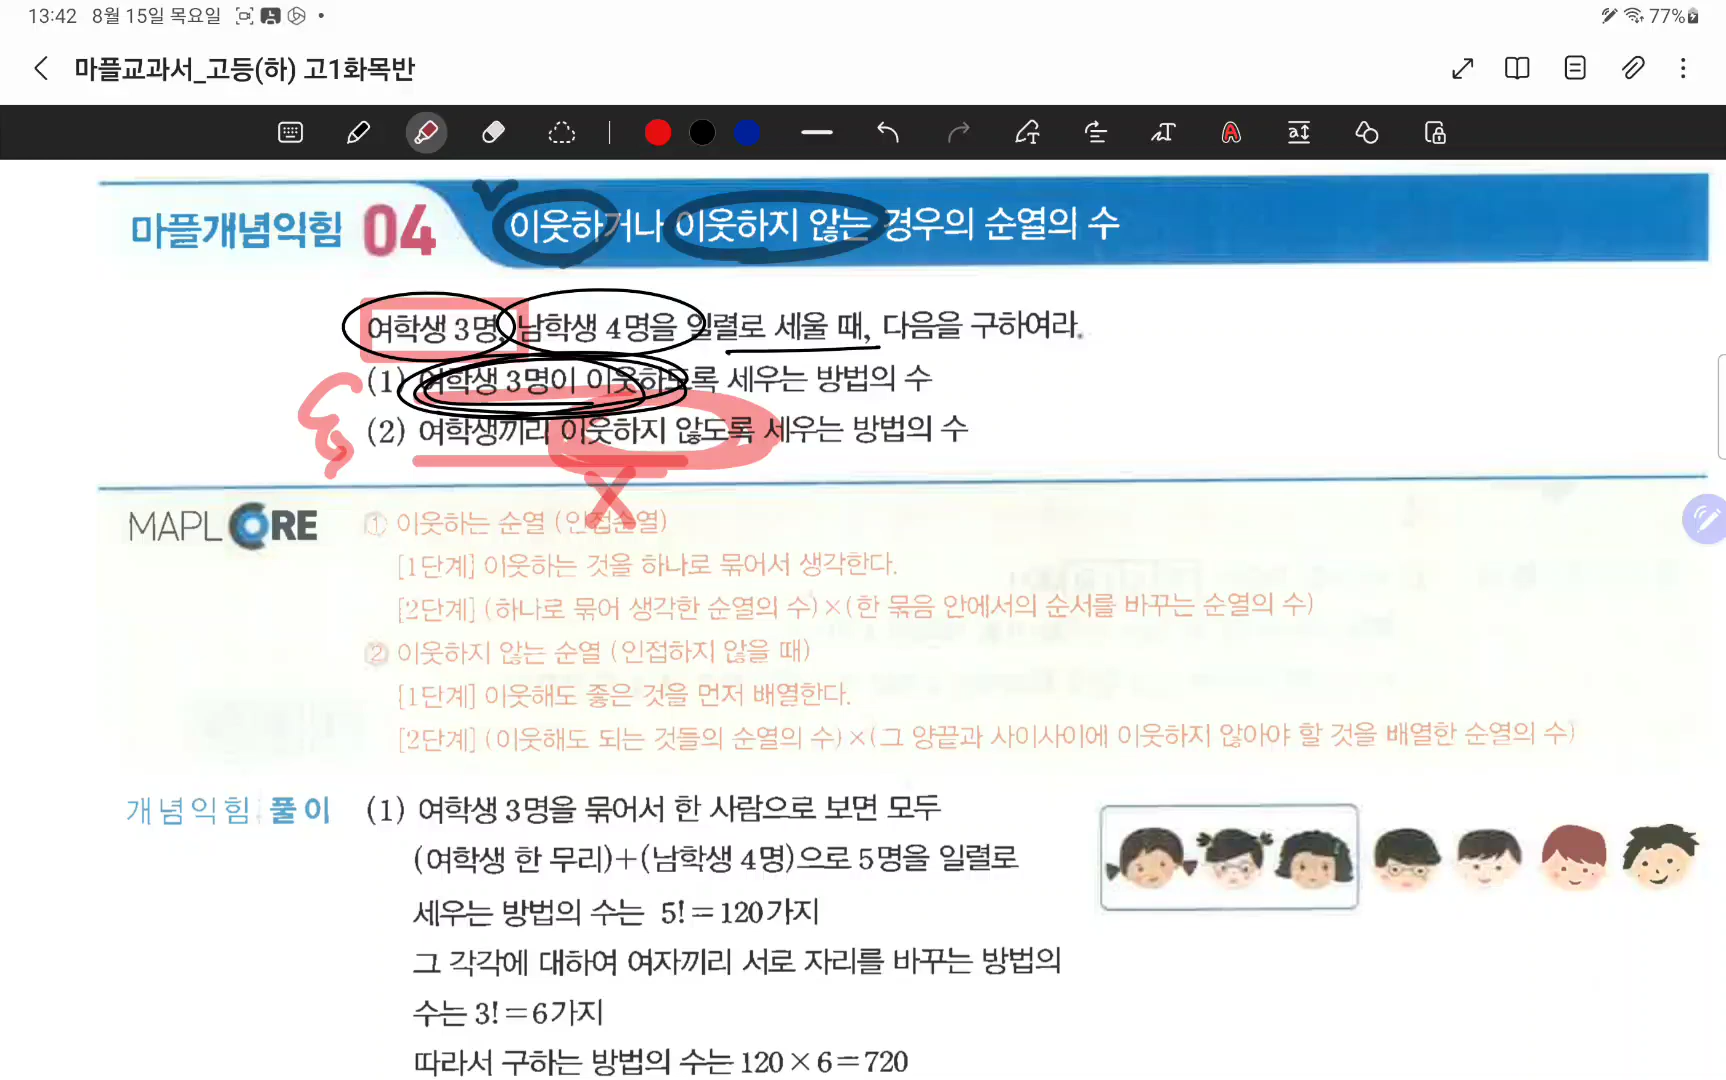 13:42 8월 15일 목요일
77%
마플교과서_고등(하) 고1화목반
마플개념익힘 04 이웃하거나 이웃하지 않는 경우의 순열의 수
여학생 3명, 남학생 4명을 일렬로 세울 때, 다음을 구하여라.
(1) 여학생 3명이 이웃하도록 세우는 방법의 수
(2) 여학생끼리 이웃하지 않도록 세우는 방법의 수
MAPL CORE
① 이웃하는 순열 (인접순열)
[1단계] 이웃하는 것을 하나로 묶어서 생각한다.
[2단계] (하나로 묶어 생각한 순열의 수)×(한 묶음 안에서의 순서를 바꾸는 순열의 수)
② 이웃하지 않는 순열 (인접하지 않을 때)
[1단계] 이웃해도 좋은 것을 먼저 배열한다.
[2단계] (이웃해도 되는 것들의 순열의 수)×(그 양끝과 사이사이에 이웃하지 않아야 할 것을 배열한 순열의 수)
개념익힘 풀이
(1) 여학생 3명을 묶어서 한 사람으로 보면 모두
(여학생 한 무리)+(남학생 4명)으로 5명을 일렬로
세우는 방법의 수는 5!=120가지
그 각각에 대하여 여자끼리 서로 자리를 바꾸는 방법의
수는 3!=6가지
따라서 구하는 방법의 수는 120×6=720